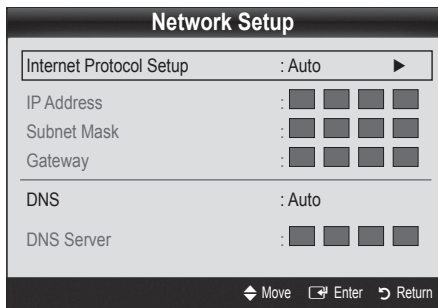 Network Setup
Internet Protocol Setup : Auto ▶
IP Address :
Subnet Mask :
Gateway :
DNS : Auto
DNS Server :
Move Enter Return